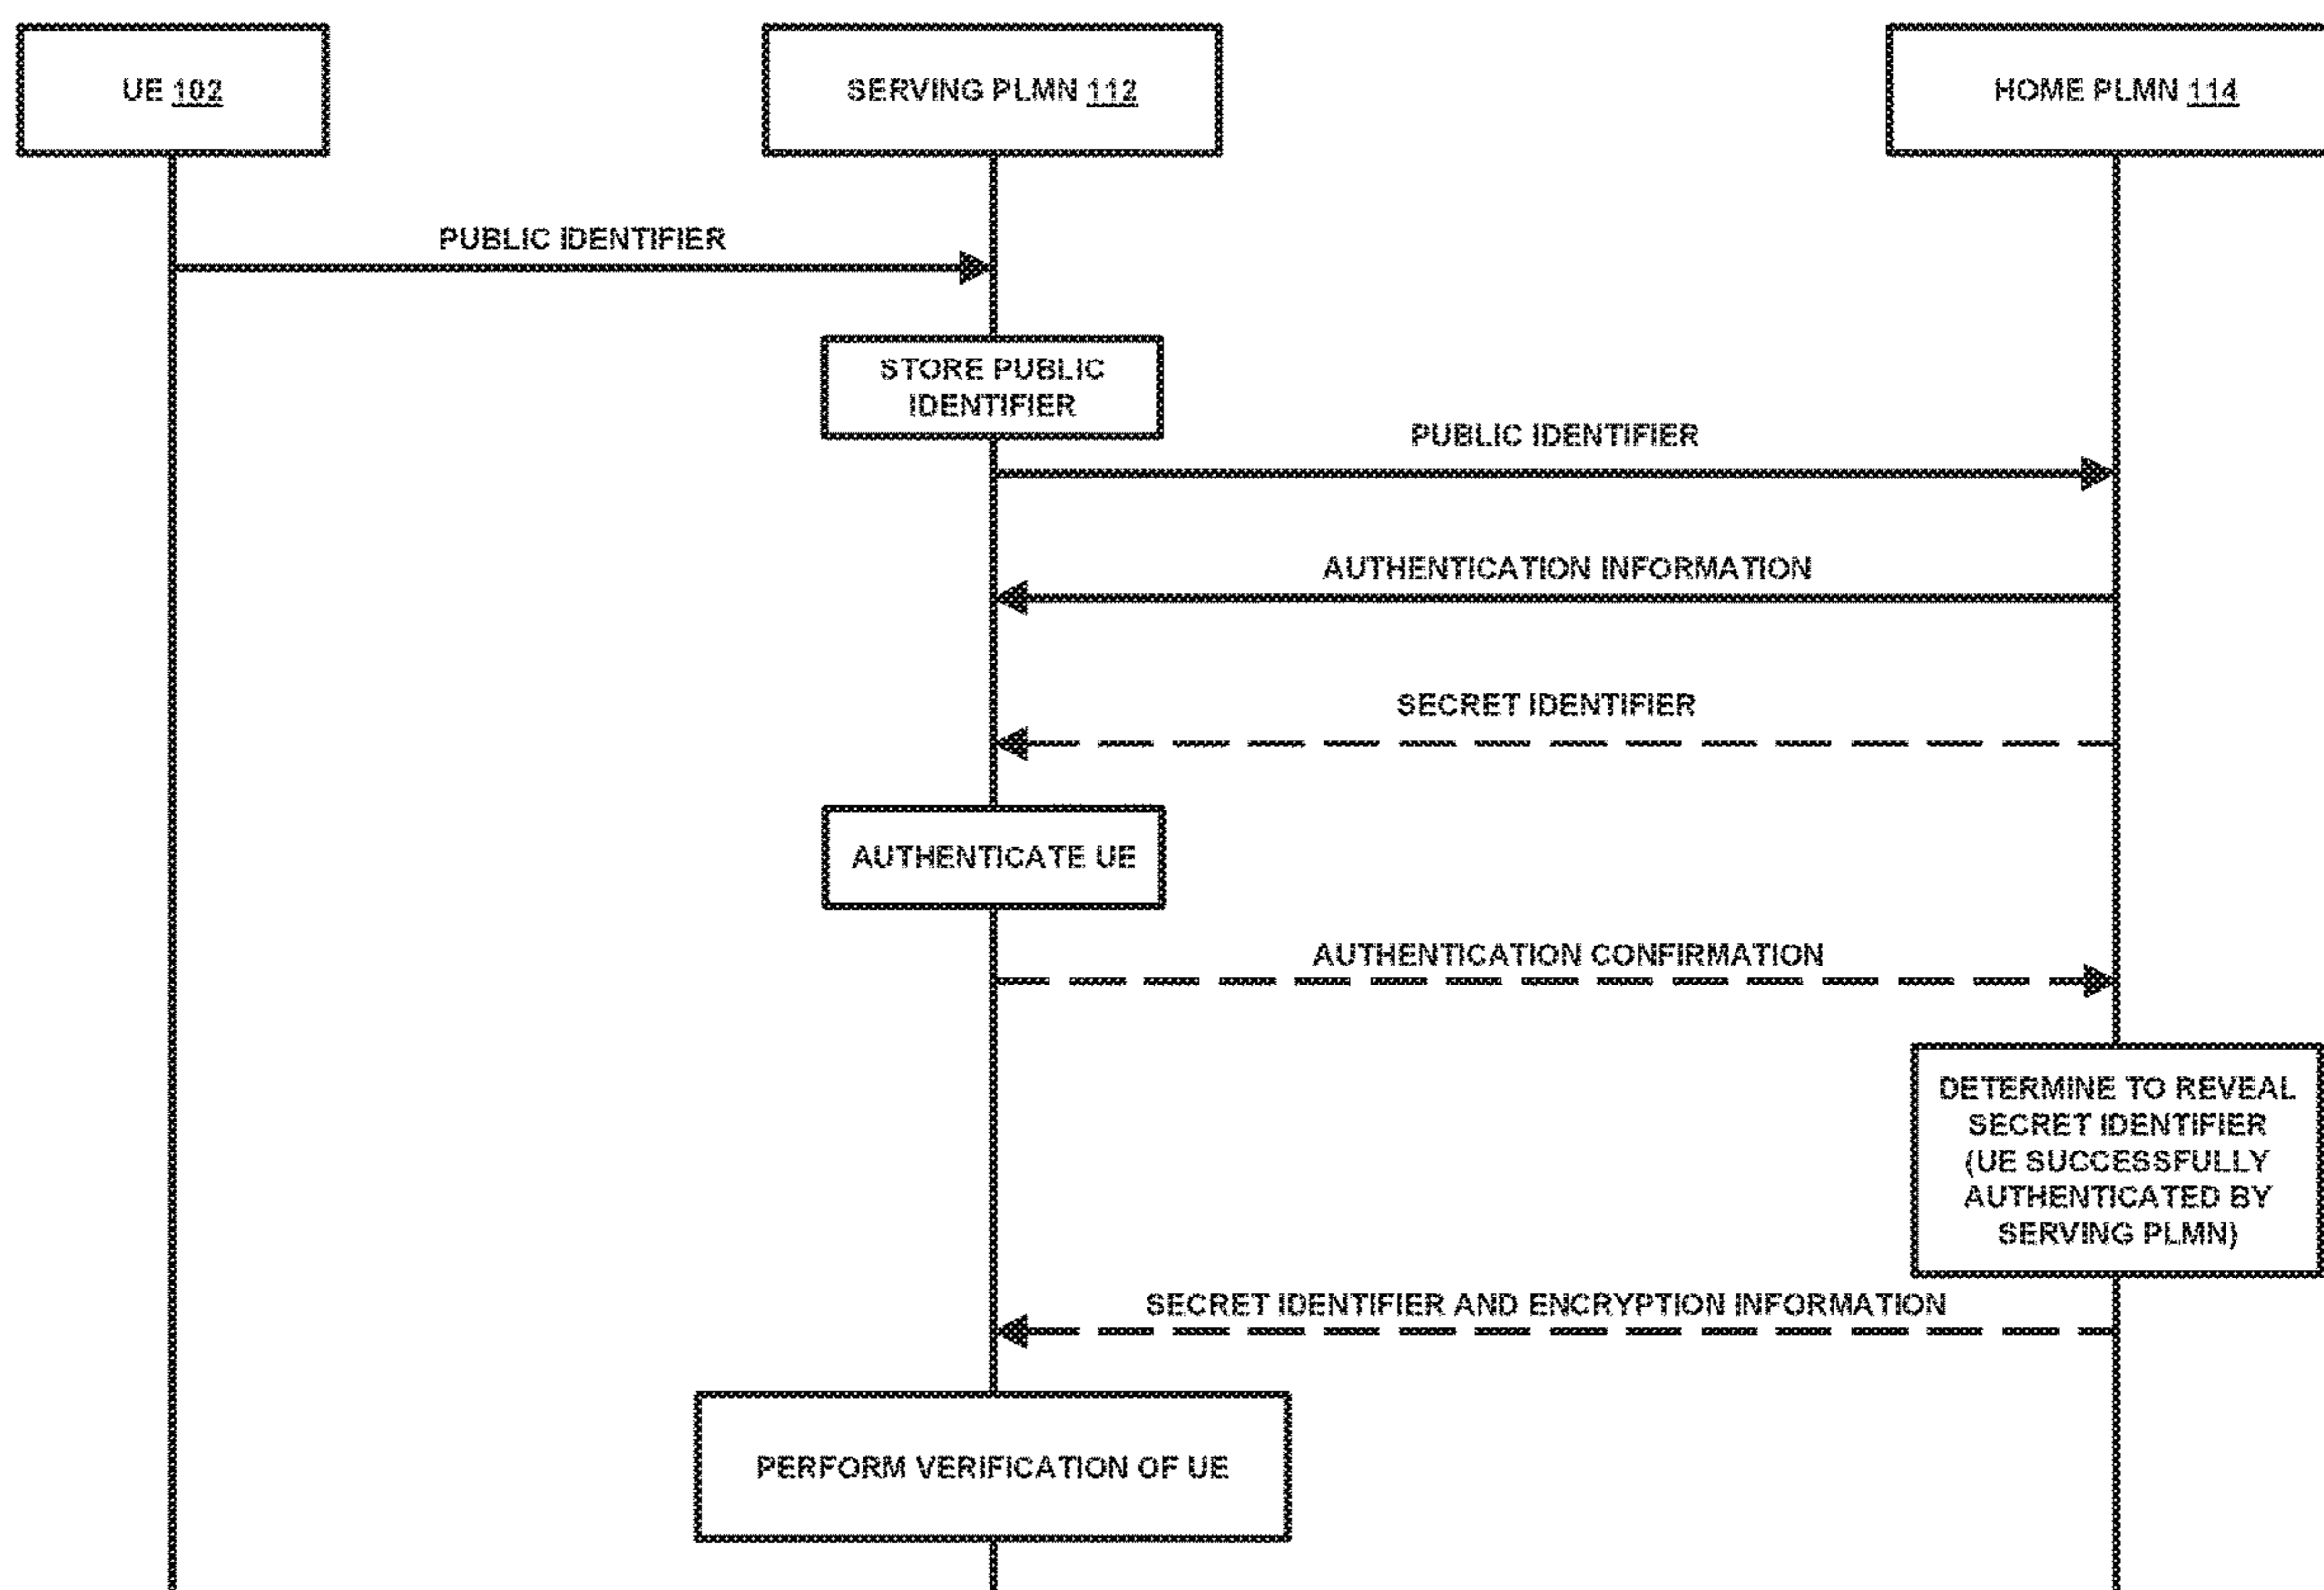 UE 102
SERVING PLMN 112
HOME PLMN 114
PUBLIC IDENTIFIER
STORE PUBLIC
IDENTIFIER
PUBLIC IDENTIFIER
AUTHENTICATION INFORMATION
SECRET IDENTIFIER
AUTHENTICATE UE
AUTHENTICATION CONFIRMATION
DETERMINE TO REVEAL
SECRET IDENTIFIER
(UE SUCCESSFULLY
AUTHENTICATED BY
SERVING PLMN)
SECRET IDENTIFIER AND ENCRYPTION INFORMATION
PERFORM VERIFICATION OF UE